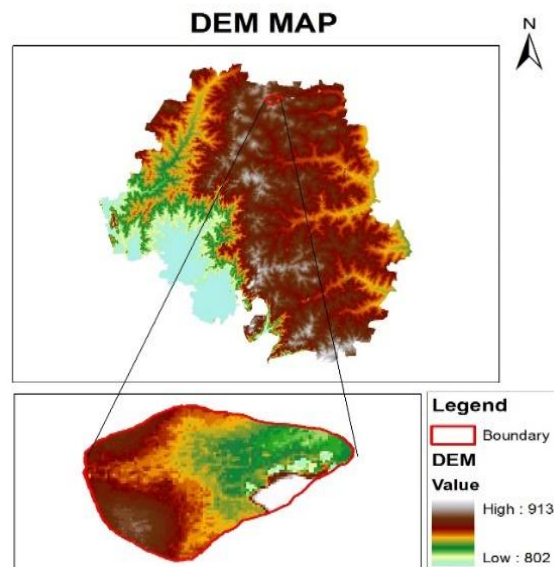 DEM MAP
N
Legend
Boundary
DEM
Value
High : 913
Low : 802